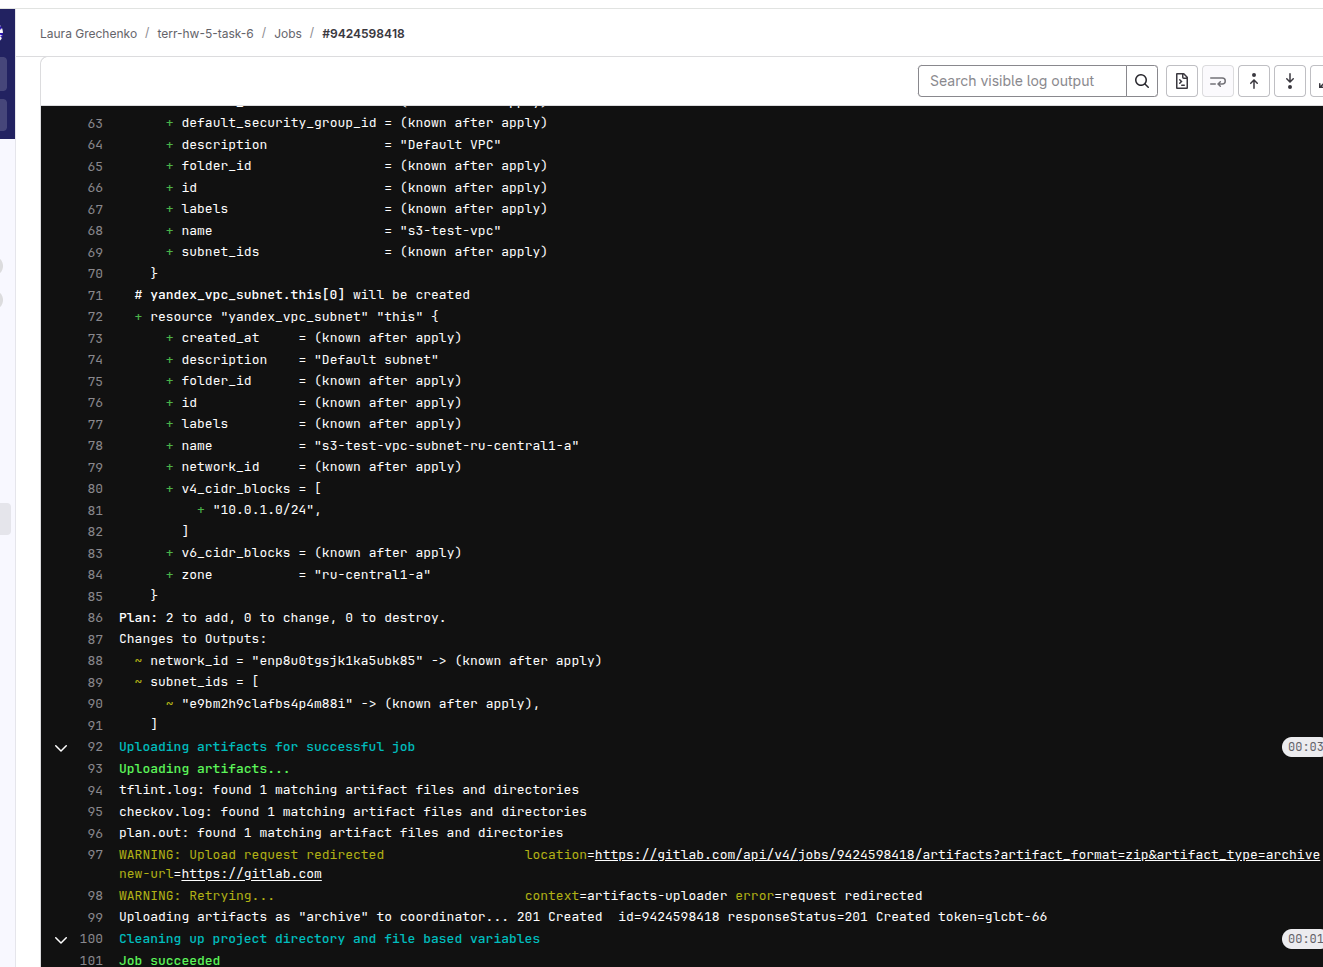 Laura Grechenko / terr-hw-5-task-6 / Jobs / #9424598418
Search visible log output
63 + default_security_group_id = (known after apply)
64 + description = "Default VPC"
65 + folder_id = (known after apply)
66 + id = (known after apply)
67 + labels = (known after apply)
68 + name = "s3-test-vpc"
69 + subnet_ids = (known after apply)
70 }
71 # yandex_vpc_subnet.this[0] will be created
72 + resource "yandex_vpc_subnet" "this" {
73 + created_at = (known after apply)
74 + description = "Default subnet"
75 + folder_id = (known after apply)
76 + id = (known after apply)
77 + labels = (known after apply)
78 + name = "s3-test-vpc-subnet-ru-central1-a"
79 + network_id = (known after apply)
80 + v4_cidr_blocks = [
81 + "10.0.1.0/24",
82 ]
83 + v6_cidr_blocks = (known after apply)
84 + zone = "ru-central1-a"
85 }
86 Plan: 2 to add, 0 to change, 0 to destroy.
87 Changes to Outputs:
88 ~ network_id = "enp8u0tgsjk1ka5ubk85" -> (known after apply)
89 ~ subnet_ids = [
90 ~ "e9bm2h9clafbs4p4m88i" -> (known after apply),
91 ]
92 Uploading artifacts for successful job 00:03
93 Uploading artifacts...
94 tflint.log: found 1 matching artifact files and directories
95 checkov.log: found 1 matching artifact files and directories
96 plan.out: found 1 matching artifact files and directories
97 WARNING: Upload request redirected location=https://gitlab.com/api/v4/jobs/9424598418/artifacts?artifact_format=zip&artifact_type=archive
new-url=https://gitlab.com
98 WARNING: Retrying... context=artifacts-uploader error=request redirected
99 Uploading artifacts as "archive" to coordinator... 201 Created id=9424598418 responseStatus=201 Created token=glcbt-66
100 Cleaning up project directory and file based variables 00:01
101 Job succeeded